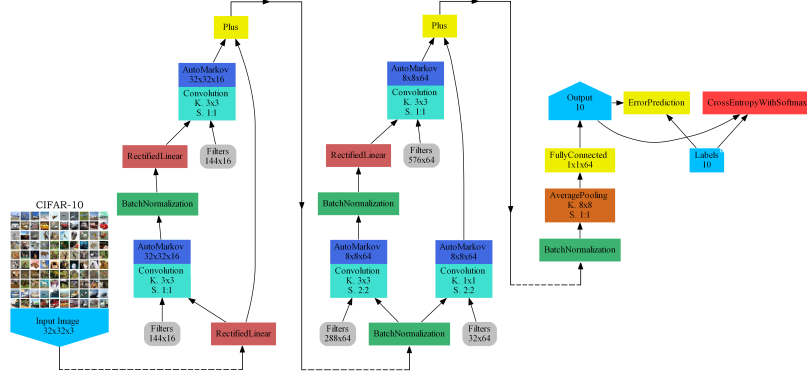 CIFAR-10
Input Image
32x32x3
Plus
AutoMarkov
32x32x16
Convolution
K. 3x3
S. 1:1
RectifiedLinear
Filters
144x16
BatchNormalization
AutoMarkov
32x32x16
Convolution
K. 3x3
S. 1:1
Filters
144x16
RectifiedLinear
Plus
AutoMarkov
8x8x64
Convolution
K. 3x3
S. 1:1
RectifiedLinear
Filters
576x64
BatchNormalization
AutoMarkov
8x8x64
Convolution
K. 3x3
S. 2:2
AutoMarkov
8x8x64
Convolution
K. 1x1
S. 2:2
Filters
288x64
BatchNormalization
Filters
32x64
Output
10
ErrorPrediction
CrossEntropyWithSoftmax
FullyConnected
1x1x64
Labels
10
AveragePooling
K. 8x8
S. 1:1
BatchNormalization